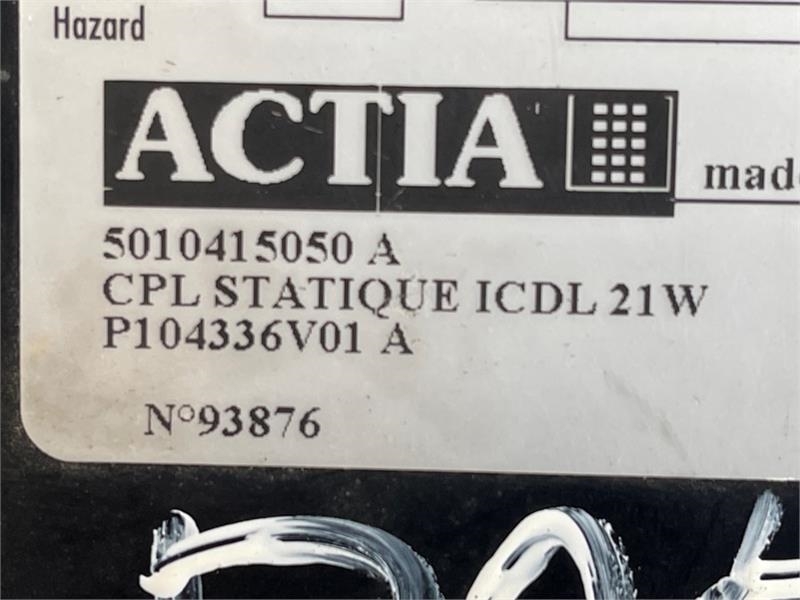 Hazard
ACTIA
made
5010415050 A
CPL STATIQUE ICDL 21W
P104336V01 A
N°93876